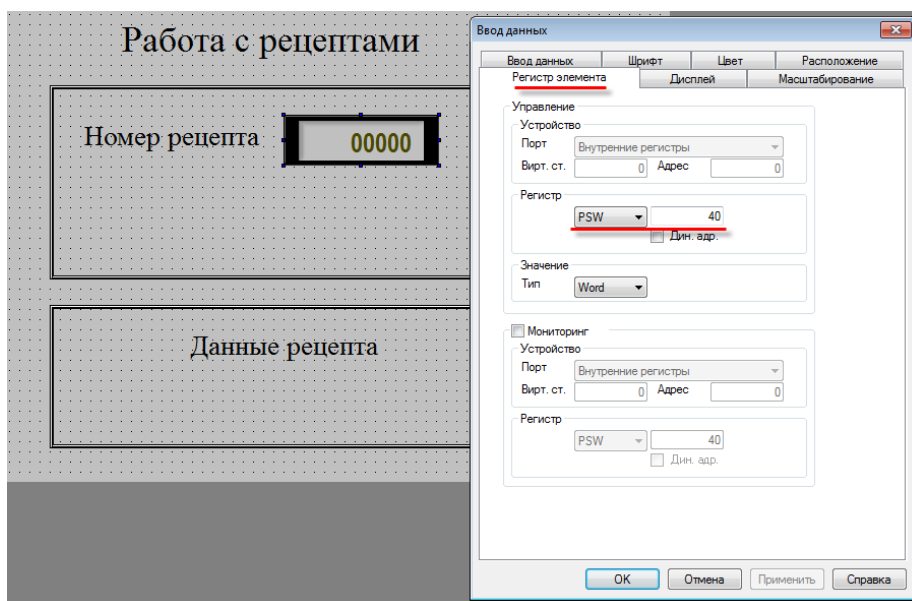 Работа с рецептами
Номер рецепта 00000
Данные рецепта
Ввод данных
Ввод данных Шрифт Цвет Расположение
Регистр элемента Дисплей Масштабирование
Управление
Устройство
Порт Внутренние регистры
Вирт. ст. 0 Адрес 0
Регистр
PSW 40
Дин. адр.
Значение
Тип Word
Мониторинг
Устройство
Порт Внутренние регистры
Вирт. ст. 0 Адрес 0
Регистр
PSW 40
Дин. адр.
OK Отмена Применить Справка